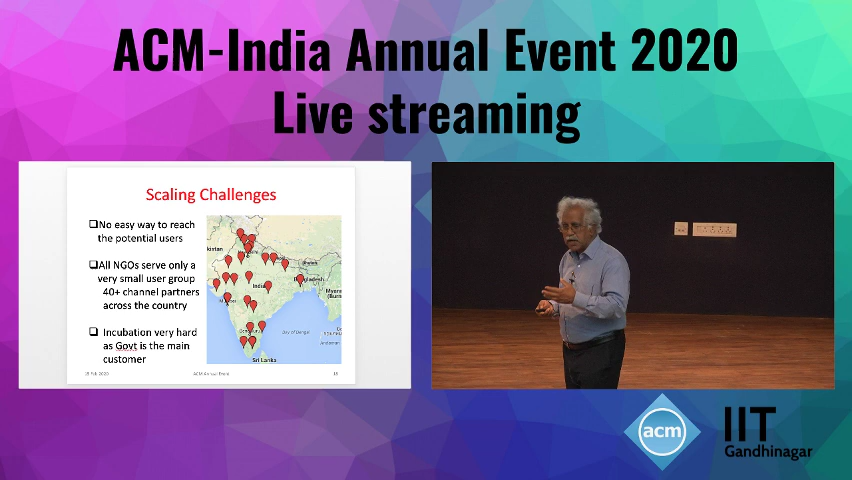 ACM-India Annual Event 2020
Live streaming
Scaling Challenges
No easy way to reach
the potential users
All NGOs serve only a
very small user group
40+ channel partners
across the country
Incubation very hard
as Govt is the main
customer
India
Bay of Bengal
Sri Lanka
ACM Annual Event
acm
IIT
Gandhinagar